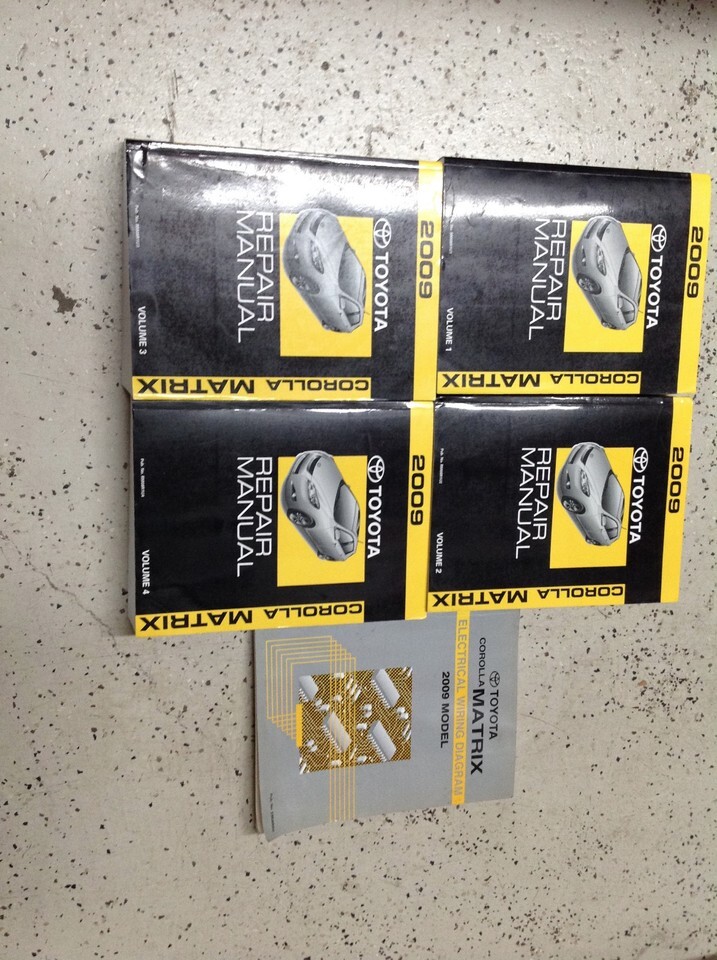 2009
TOYOTA
REPAIR
MANUAL
VOLUME 1
COROLLA MATRIX
2009
TOYOTA
REPAIR
MANUAL
VOLUME 2
COROLLA MATRIX
2009
TOYOTA
REPAIR
MANUAL
VOLUME 3
COROLLA MATRIX
2009
TOYOTA
REPAIR
MANUAL
VOLUME 4
COROLLA MATRIX
TOYOTA
COROLLA MATRIX
ELECTRICAL WIRING DIAGRAM
2009 MODEL